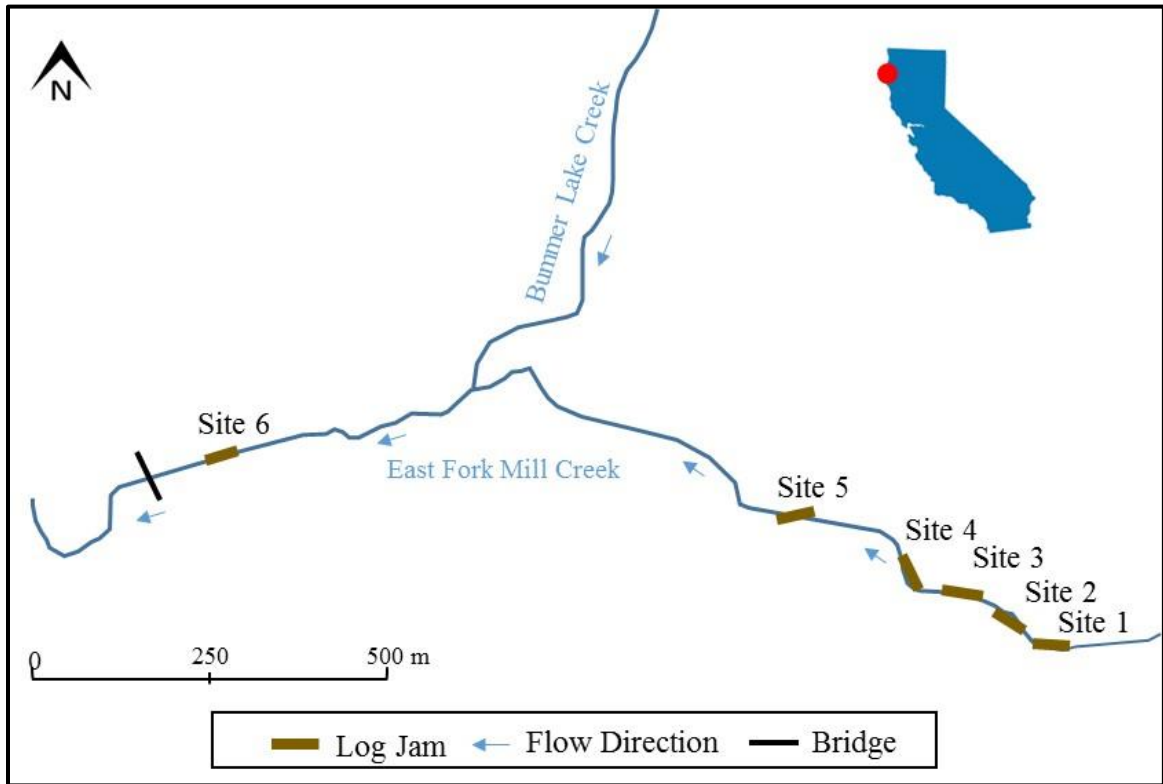 N
Bummer Lake Creek
Site 6
East Fork Mill Creek
Site 5
Site 4
Site 3
Site 2
Site 1
0
250
500 m
Log Jam
Flow Direction
Bridge